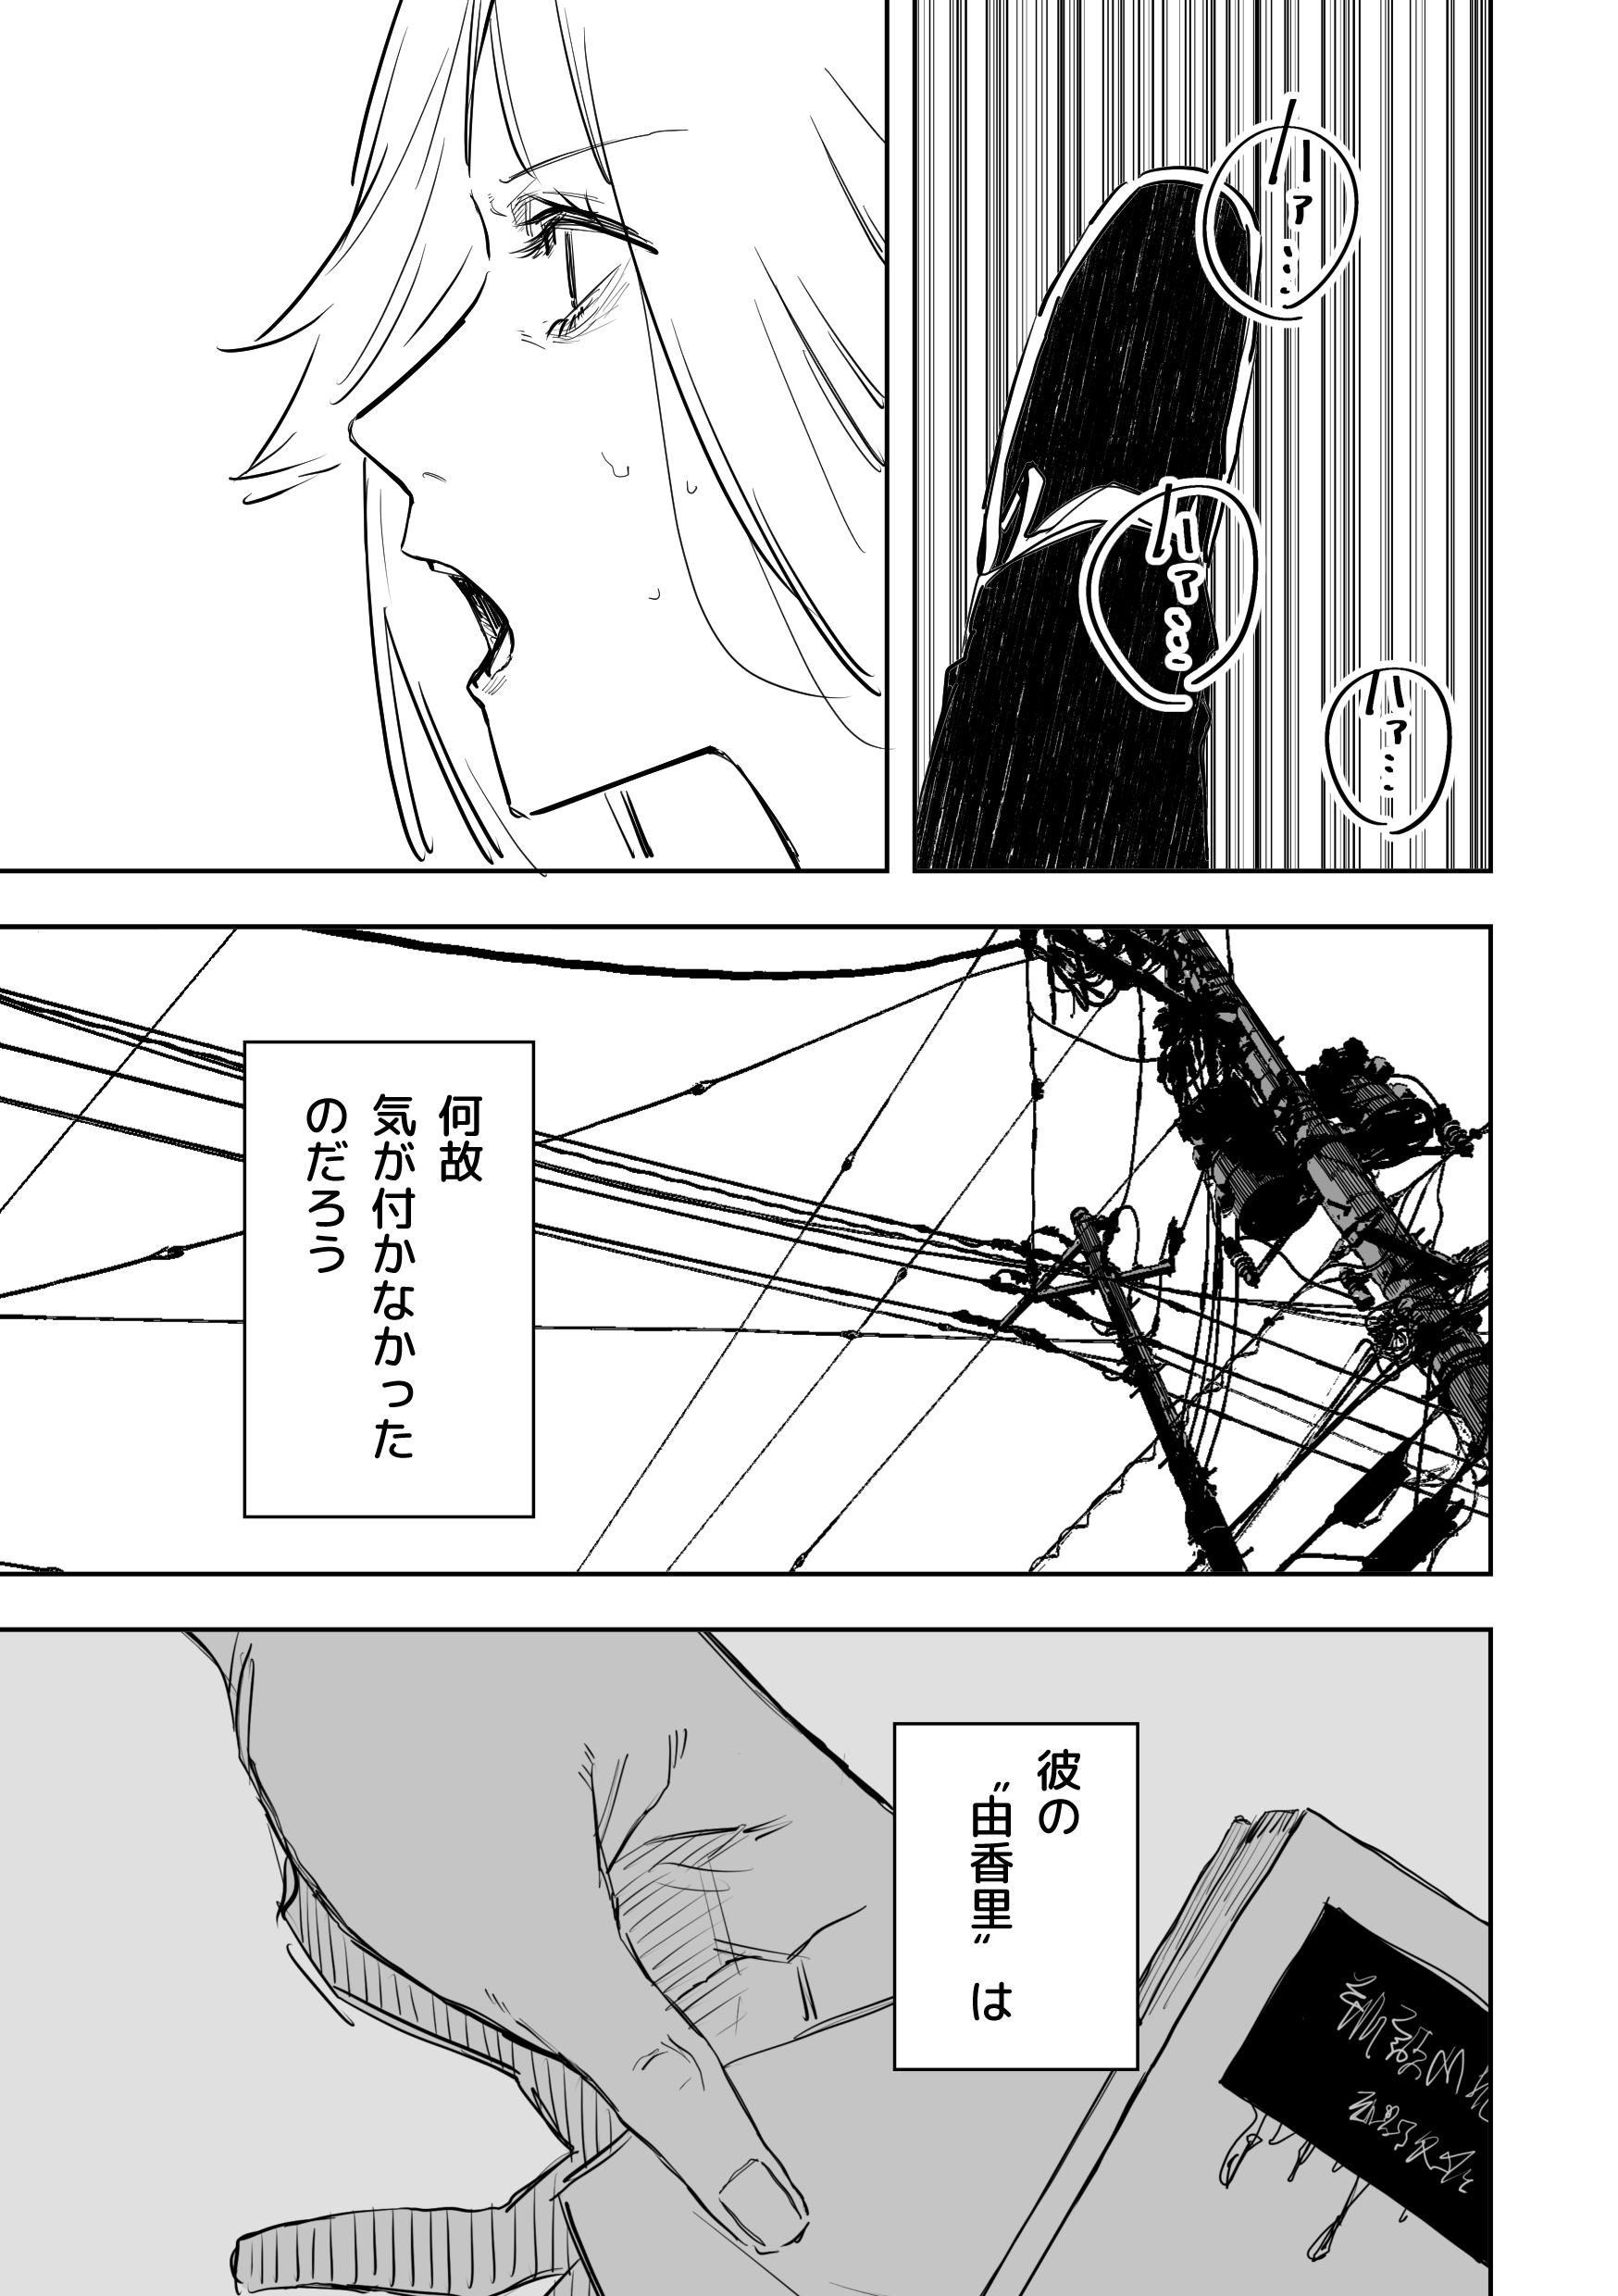 ハァ…
ハァ…
ハァ…
何故
気が付かなかった
のだろう
彼の
〝由香里〟は